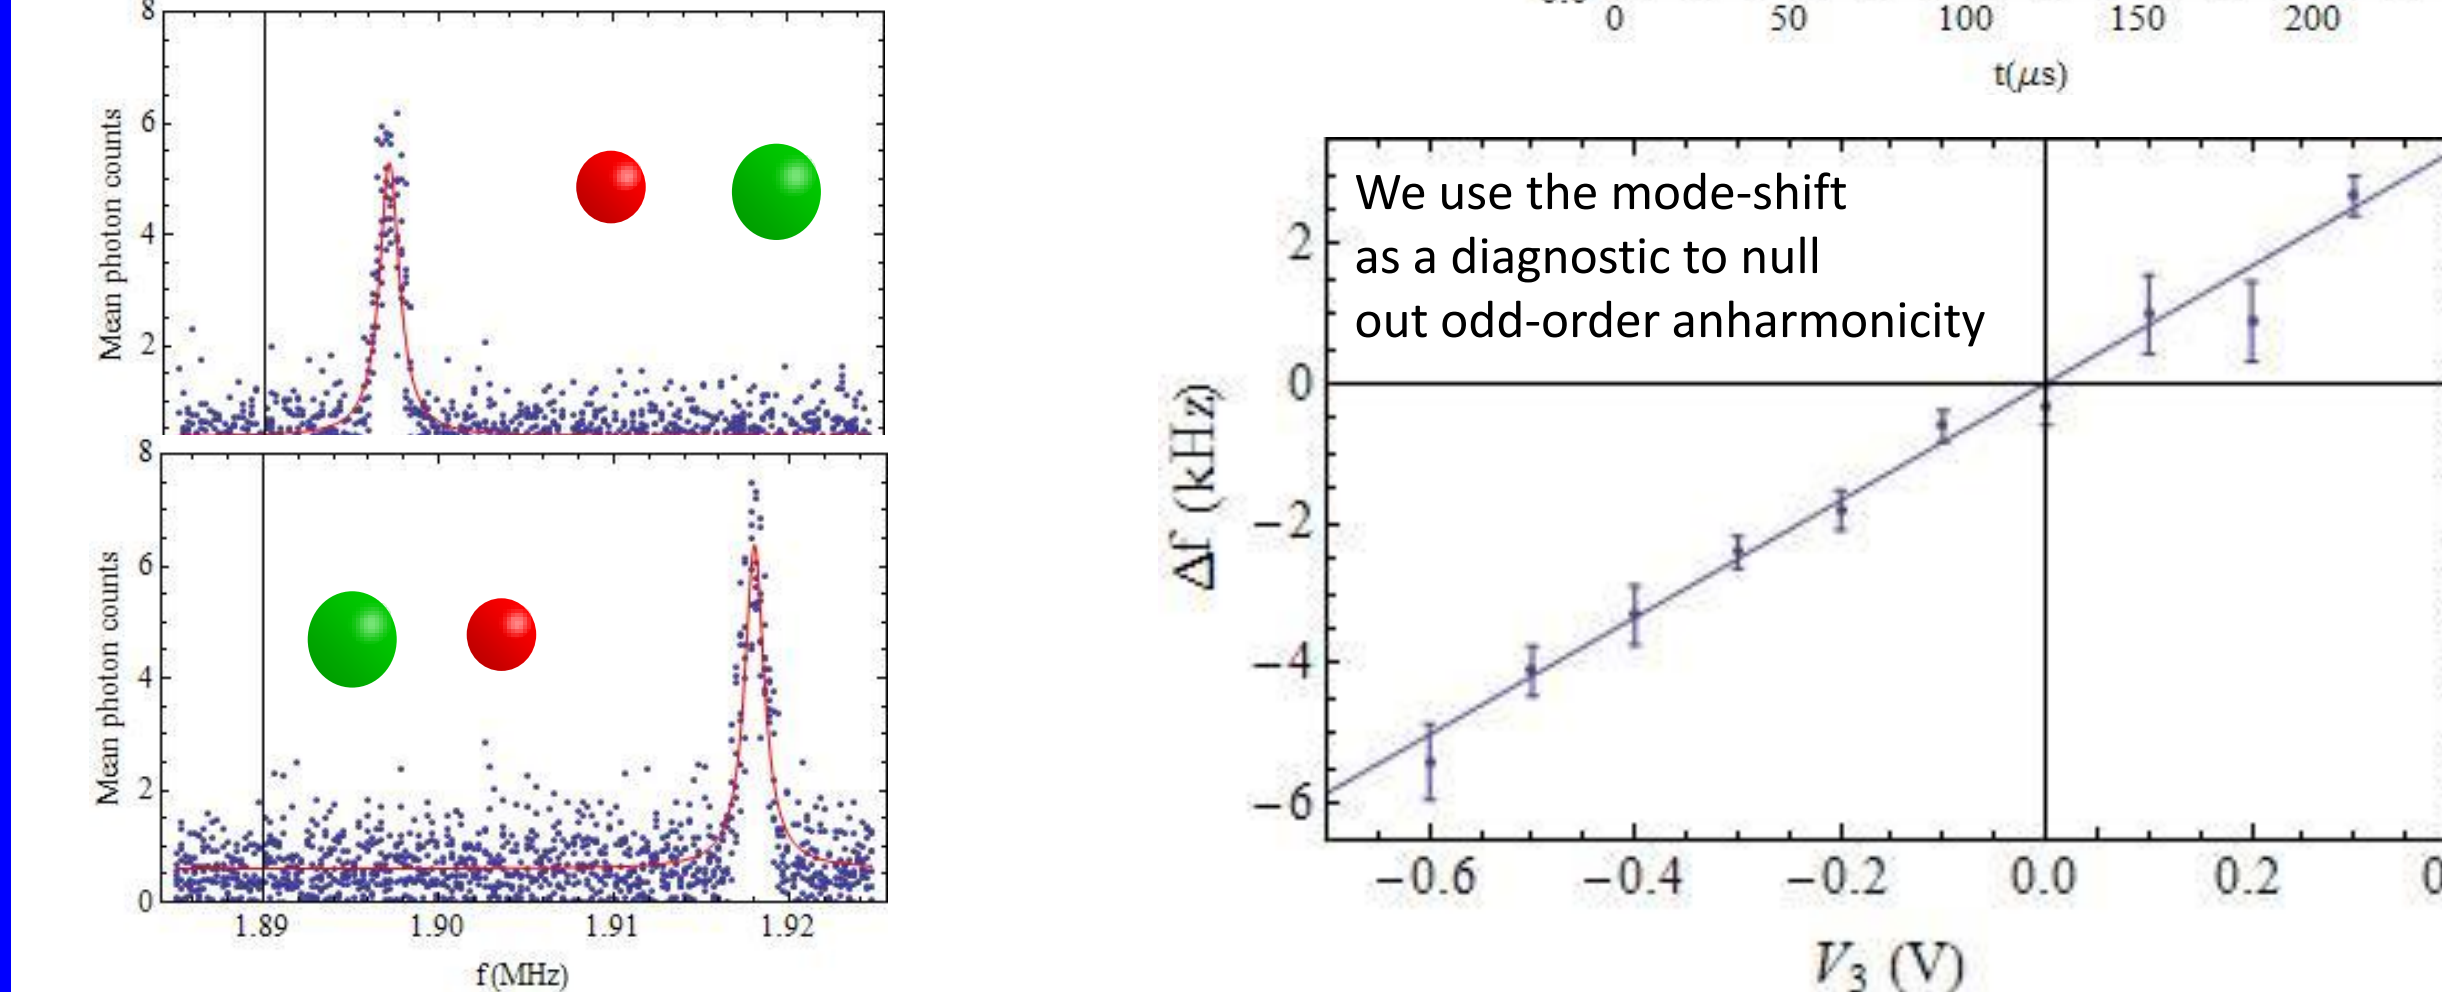 8
6
4
2
Mean photon counts
8
6
4
2
0
Mean photon counts
1.89 1.90 1.91 1.92
f(MHz)
0 50 100 150 200
t(μs)
We use the mode-shift
as a diagnostic to null
out odd-order anharmonicity
2
0
−2
−4
−6
Δf (kHz)
−0.6 −0.4 −0.2 0.0 0.2
V3 (V)